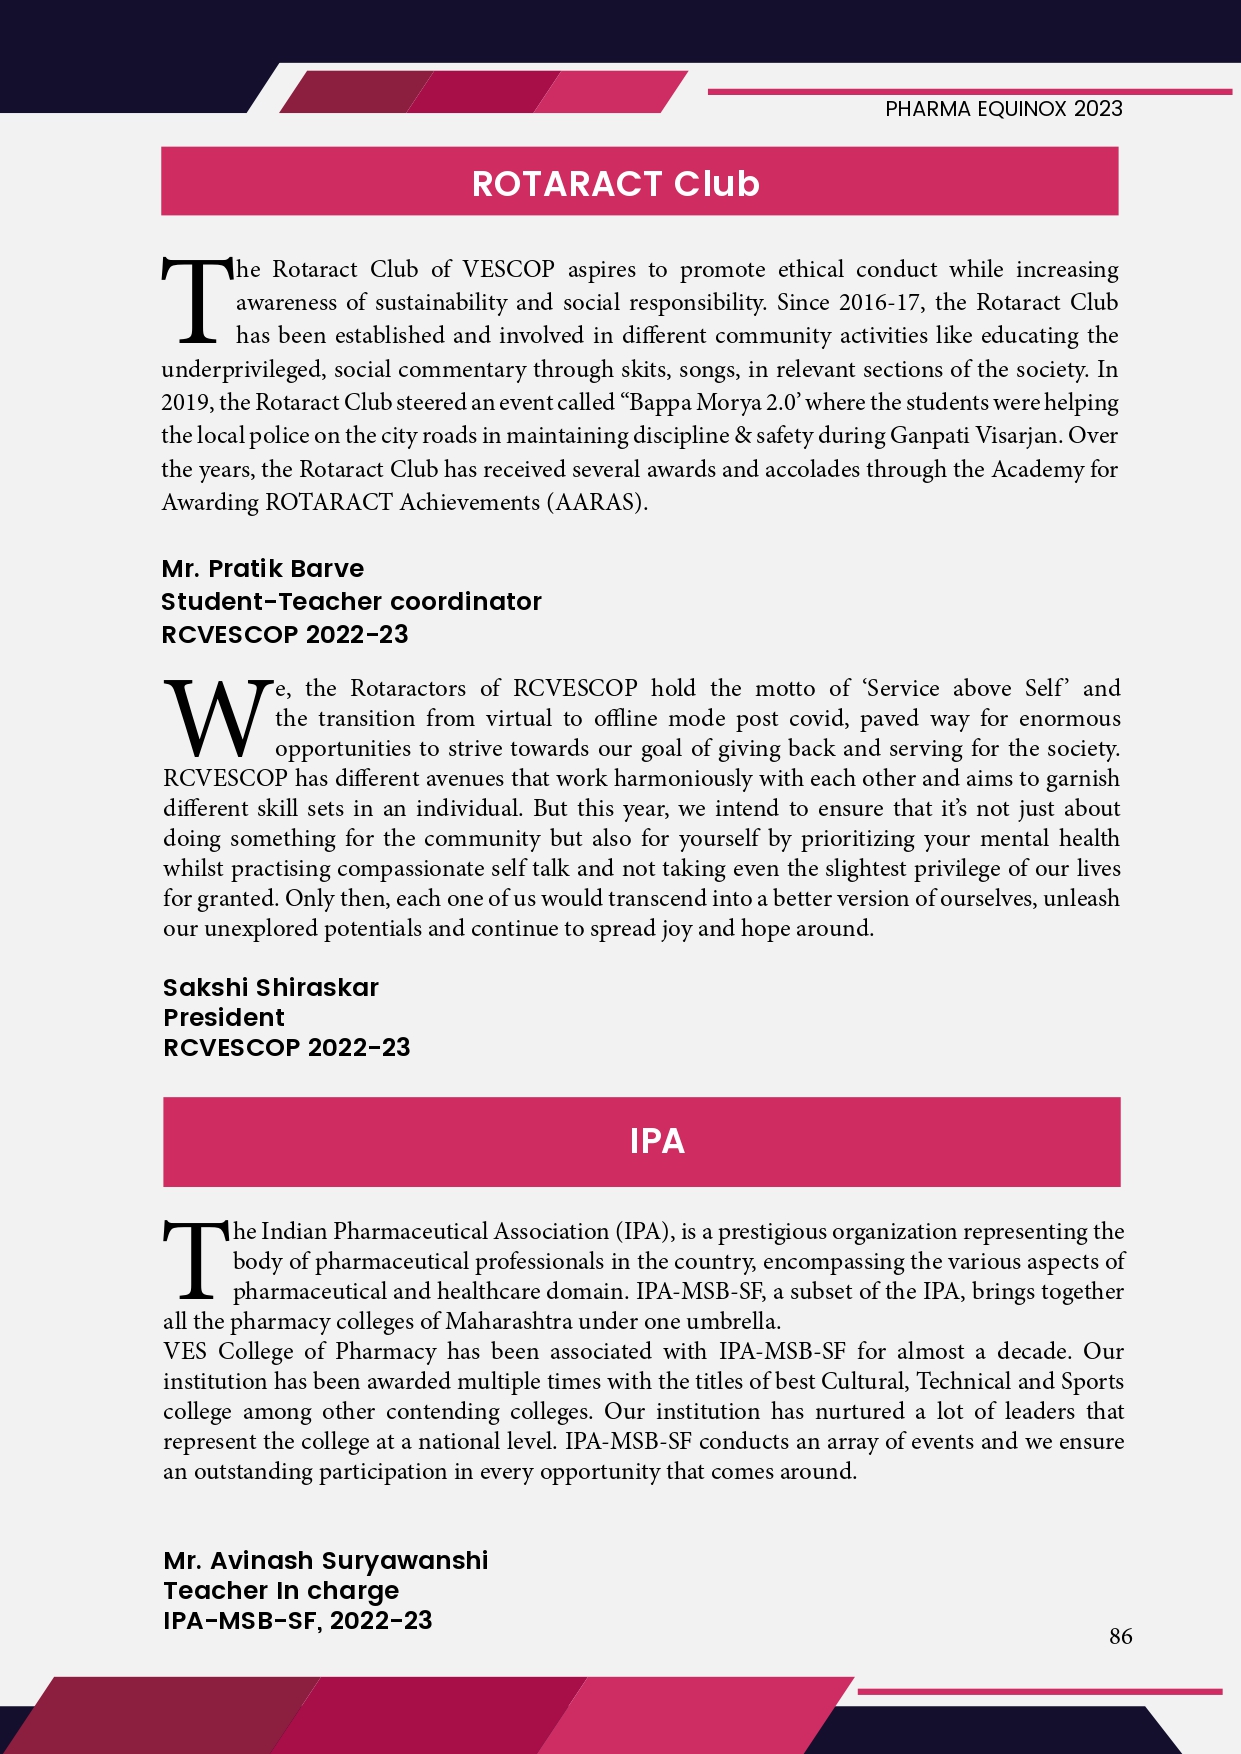 PHARMA EQUINOX 2023
ROTARACT Club
The Rotaract Club of VESCOP aspires to promote ethical conduct while increasing
awareness of sustainability and social responsibility. Since 2016-17, the Rotaract Club
has been established and involved in different community activities like educating the
underprivileged, social commentary through skits, songs, in relevant sections of the society. In
2019, the Rotaract Club steered an event called “Bappa Morya 2.0’ where the students were helping
the local police on the city roads in maintaining discipline & safety during Ganpati Visarjan. Over
the years, the Rotaract Club has received several awards and accolades through the Academy for
Awarding ROTARACT Achievements (AARAS).
Mr. Pratik Barve
Student-Teacher coordinator
RCVESCOP 2022-23
We, the Rotaractors of RCVESCOP hold the motto of ‘Service above Self’ and
the transition from virtual to offline mode post covid, paved way for enormous
opportunities to strive towards our goal of giving back and serving for the society.
RCVESCOP has different avenues that work harmoniously with each other and aims to garnish
different skill sets in an individual. But this year, we intend to ensure that it’s not just about
doing something for the community but also for yourself by prioritizing your mental health
whilst practising compassionate self talk and not taking even the slightest privilege of our lives
for granted. Only then, each one of us would transcend into a better version of ourselves, unleash
our unexplored potentials and continue to spread joy and hope around.
Sakshi Shiraskar
President
RCVESCOP 2022-23
IPA
The Indian Pharmaceutical Association (IPA), is a prestigious organization representing the
body of pharmaceutical professionals in the country, encompassing the various aspects of
pharmaceutical and healthcare domain. IPA-MSB-SF, a subset of the IPA, brings together
all the pharmacy colleges of Maharashtra under one umbrella.
VES College of Pharmacy has been associated with IPA-MSB-SF for almost a decade. Our
institution has been awarded multiple times with the titles of best Cultural, Technical and Sports
college among other contending colleges. Our institution has nurtured a lot of leaders that
represent the college at a national level. IPA-MSB-SF conducts an array of events and we ensure
an outstanding participation in every opportunity that comes around.
Mr. Avinash Suryawanshi
Teacher In charge
IPA-MSB-SF, 2022-23
86